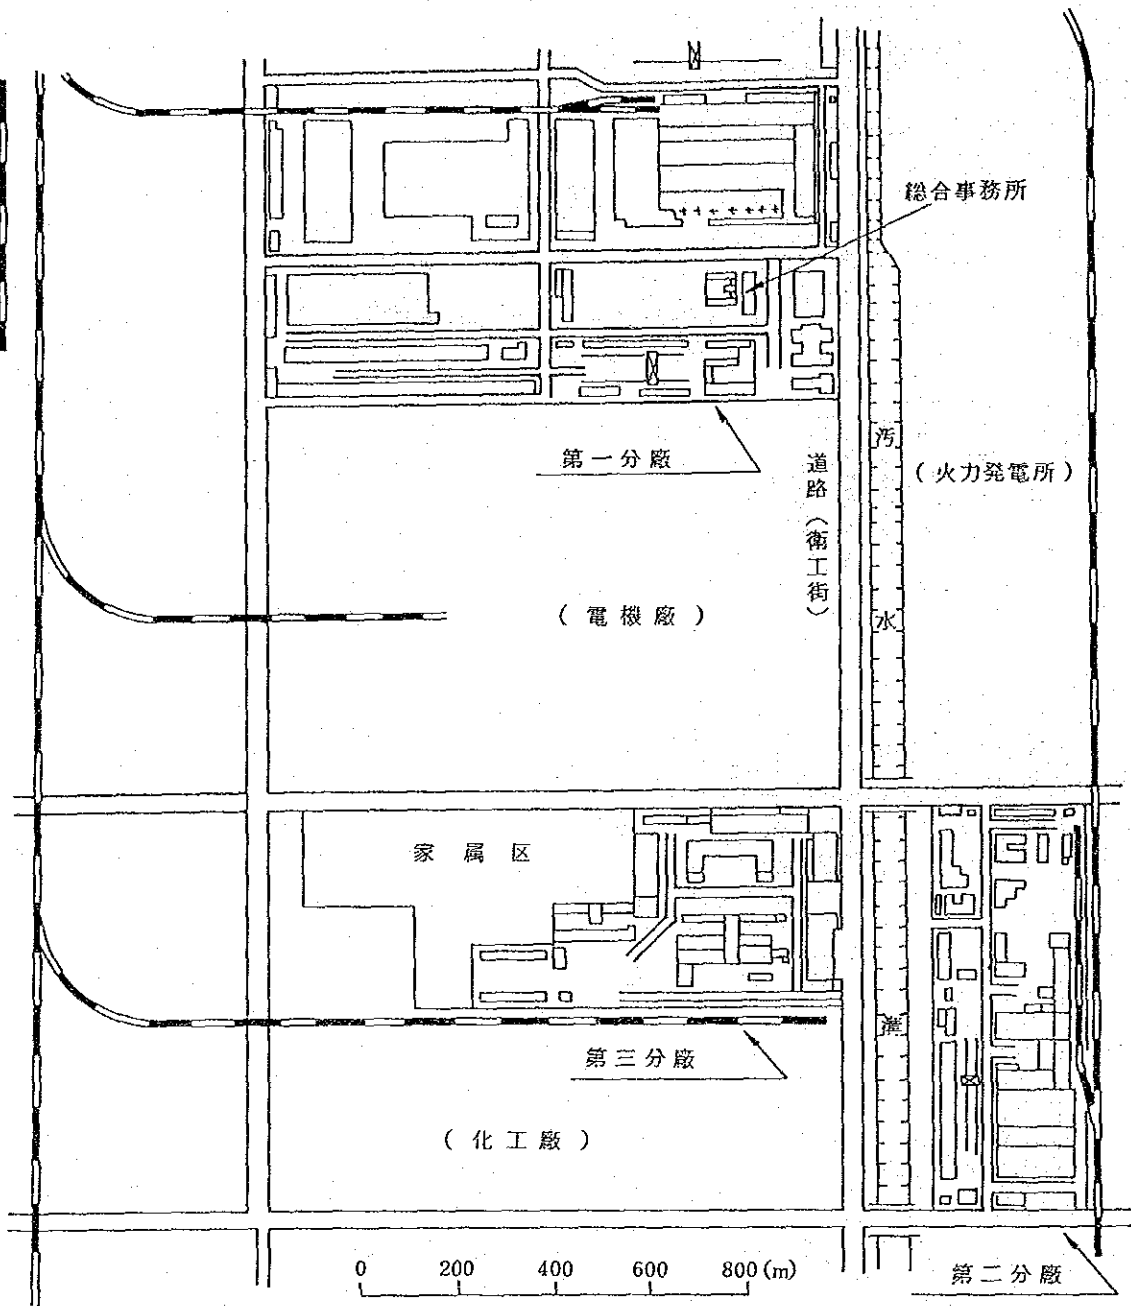 総合事務所
第一分廠
道路（衛工街）
汚水溝
（火力発電所）
（電機廠）
家属区
第三分廠
（化工廠）
0 200 400 600 800(m)
第二分廠